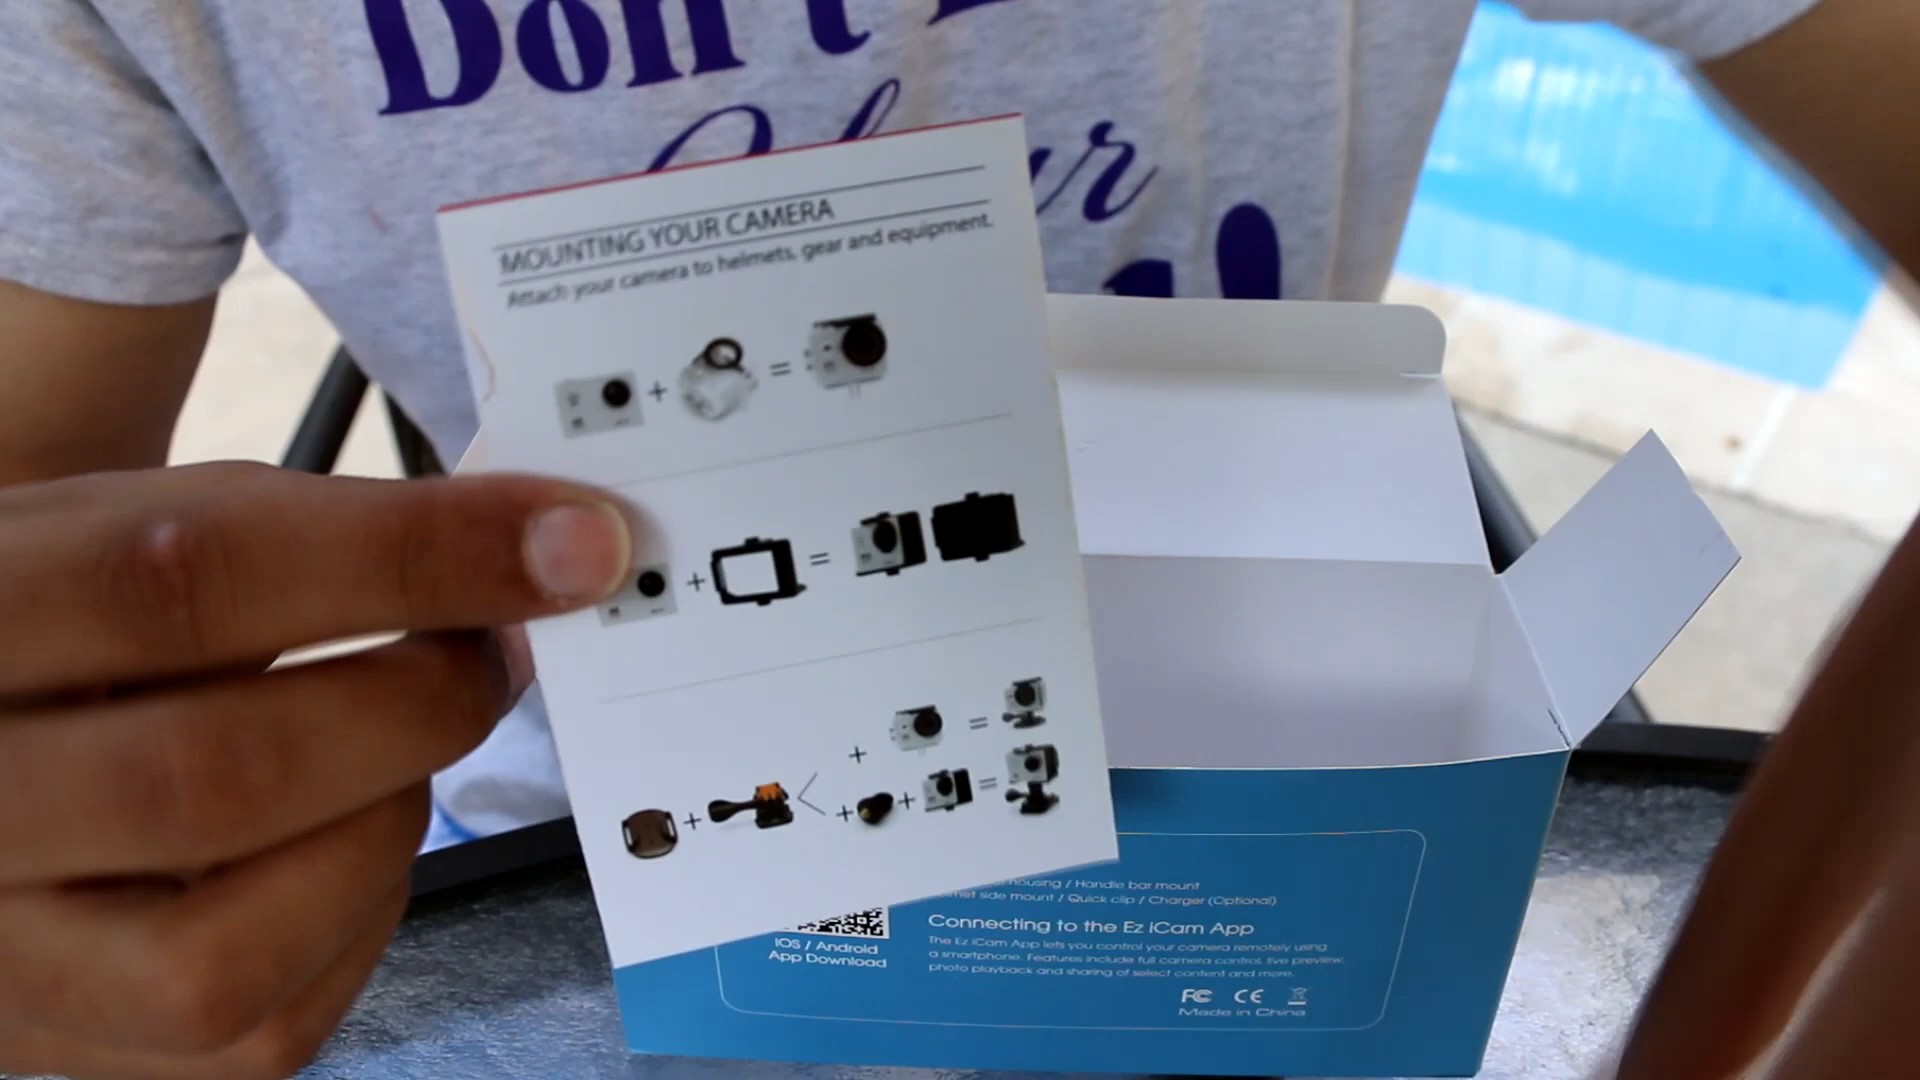 Don't
MOUNTING YOUR CAMERA
Attach your camera to helmets, gear and equipment.
+ =
+ =
+ =
+ + + =
housing / Handle bar mount
side mount / Quick clip / Charger (Optional)
Connecting to the Ez iCam App
The Ez iCam App lets you control your camera remotely using
a smartphone. Features include full camera control, live preview,
photo playback and sharing of select content and more.
IOS / Android
App Download
FC CE
Made in China